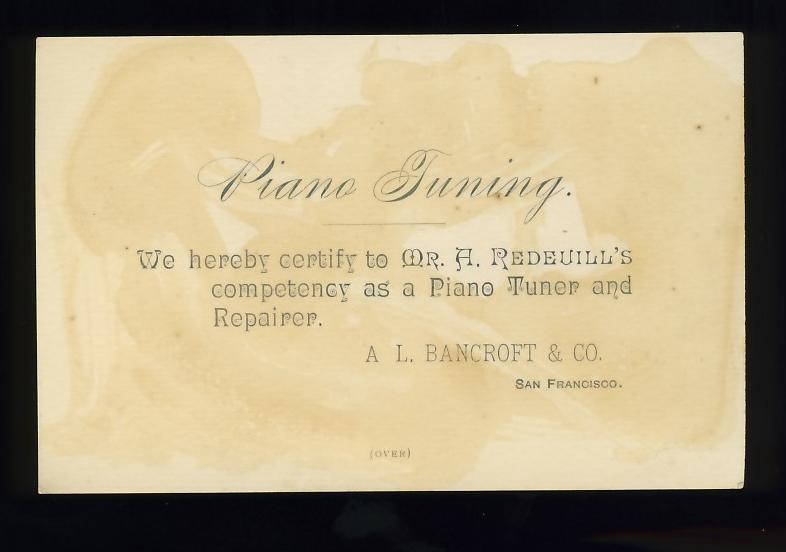 Piano Tuning.
We hereby certify to MR. A. REDEUILL'S
competency as a Piano Tuner and
Repairer.
A L. BANCROFT & CO.
SAN FRANCISCO.
(OVER)